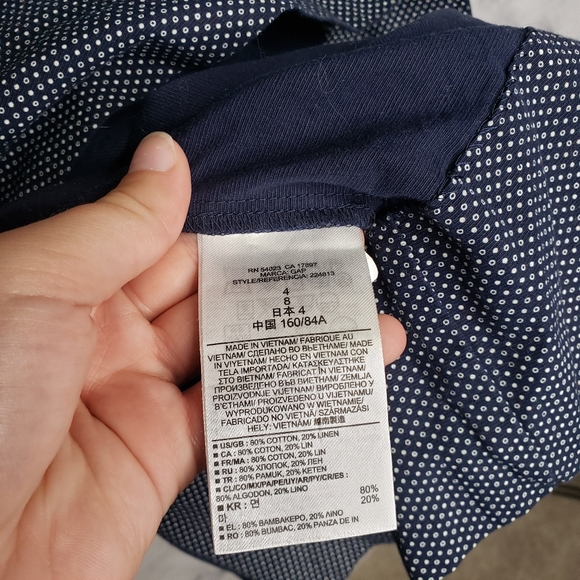 RN 54023 CA 17897
MARCA: GAP
STYLE/REFERENCIA: 224813
4
8
日本 4
中国 160/84A
MADE IN VIETNAM/ FABRIQUE AU
VIETNAM/ СДЕЛАНО ВО ВЬЕТНАМЕ/ MADE
IN VIYETNAM/ HECHO EN VIETNAM CON
TELA IMPORTADA/ ΚΑΤΑΣΚΕΥΑΣΤΗΚΕ
ΣΤΟ ΒΙΕΤΝΑΜ/ FABRICAT ÎN VIETNAM/
ПРОИЗВЕДЕНО ВЪВ ВИЕТНАМ/ ZEMLJA
PROIZVODNJE VIJETNAM/ ВИРОБЛЕНО У
В'ЄТНАМІ/ PROIZVEDENO U VIJETNAMU/
WYPRODUKOWANO W WIETNAMIE/
FABRICADO NO VIETNÃ/ SZÁRMAZÁSI
HELY: VIETNÁM/ 越南製造
■ US/GB : 80% COTTON, 20% LINEN
■ CA : 80% COTON, 20% LIN
■ FR/MA : 80% COTON, 20% LIN
■ RU : 80% ХЛОПОК, 20% ЛЕН
■ TR : 80% PAMUK, 20% KETEN
■ CL/CO/MX/PA/PE/UY/AR/PY/CR/ES :
80% ALGODÓN, 20% LINO
■ KR : 면 80%
마 20%
■ EL : 80% ΒΑΜΒΑΚΕΡΟ, 20% ΛΙΝΟ
■ RO : 80% BUMBAC, 20% PANZA DE IN